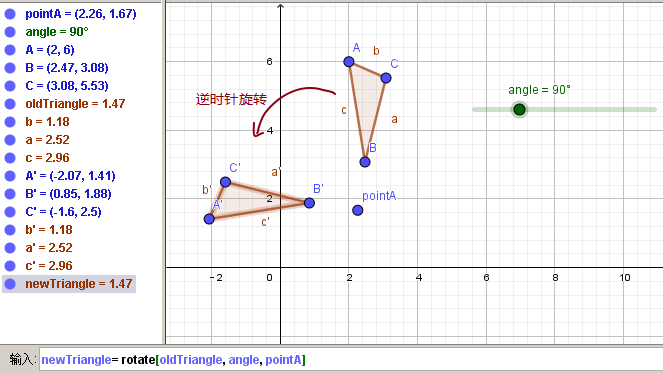 pointA = (2.26, 1.67)
angle = 90°
A = (2, 6)
B = (2.47, 3.08)
C = (3.08, 5.53)
oldTriangle = 1.47
b = 1.18
a = 2.52
c = 2.96
A' = (-2.07, 1.41)
B' = (0.85, 1.88)
C' = (-1.6, 2.5)
b' = 1.18
a' = 2.52
c' = 2.96
newTriangle = 1.47
6
A
b
C
angle = 90°
逆时针旋转
c
a
4
B
C'
a'
b'
A'
B'
pointA
2
c'
−2
0
2
4
6
8
10
输入:
newTriangle= rotate[oldTriangle, angle, pointA]